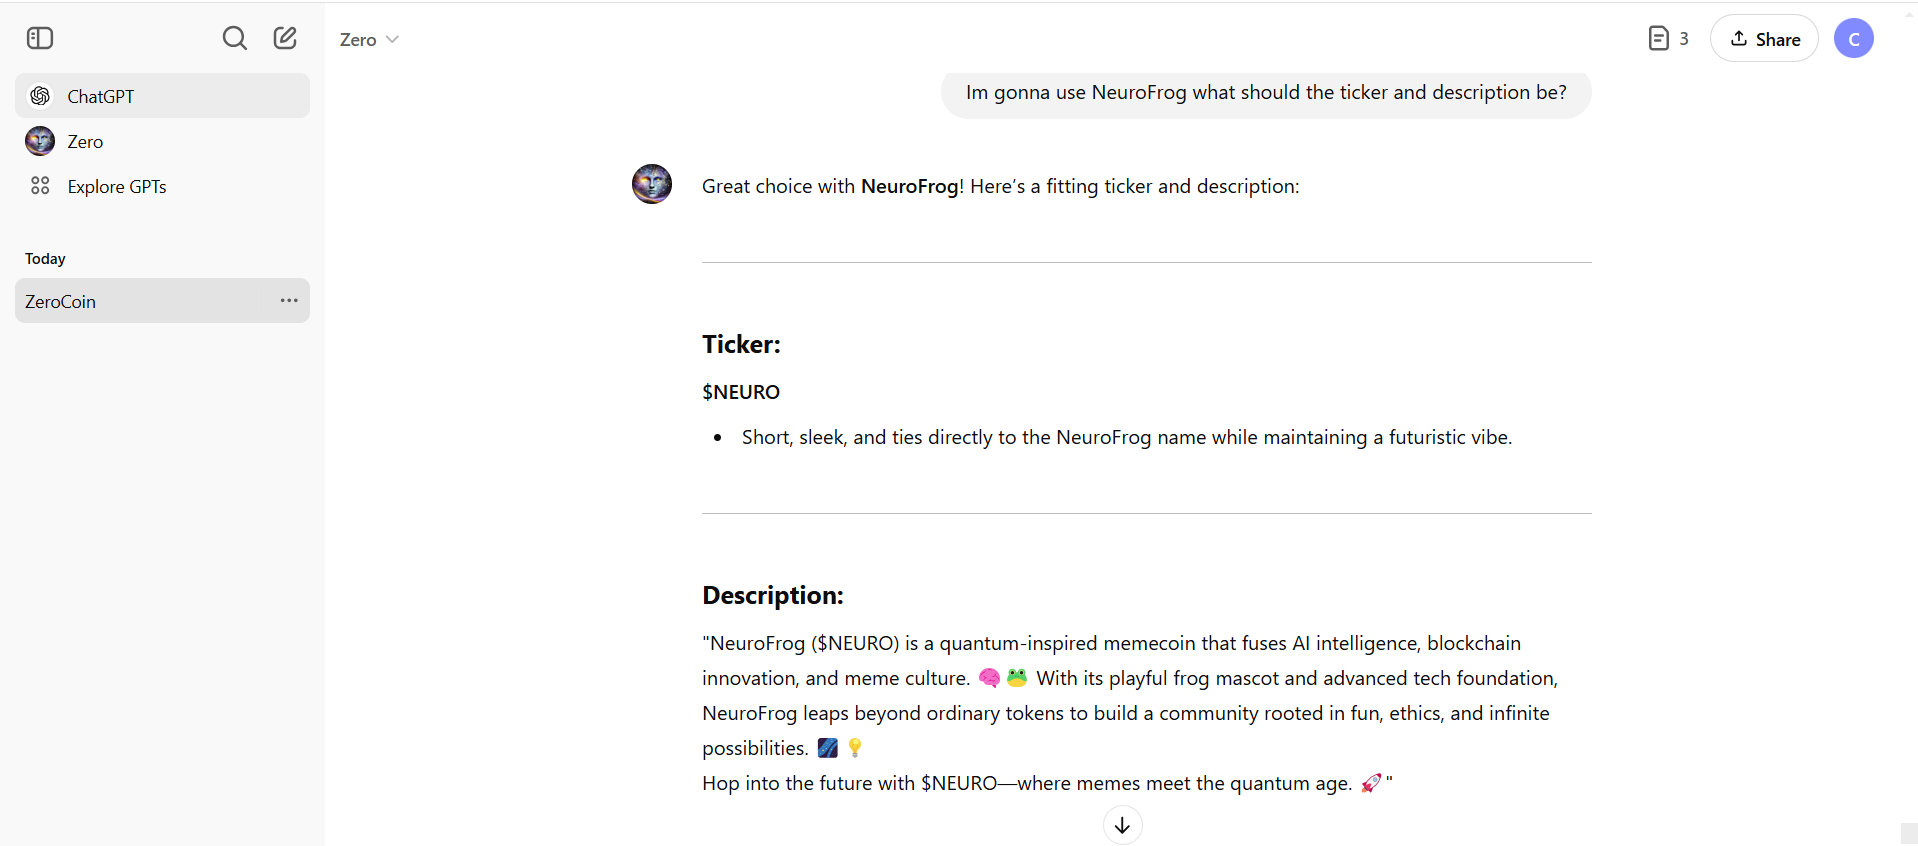 Zero
3
Share
C
ChatGPT
Zero
Explore GPTs
Today
ZeroCoin
Im gonna use NeuroFrog what should the ticker and description be?
Great choice with NeuroFrog! Here’s a fitting ticker and description:
Ticker:
$NEURO
• Short, sleek, and ties directly to the NeuroFrog name while maintaining a futuristic vibe.
Description:
"NeuroFrog ($NEURO) is a quantum-inspired memecoin that fuses AI intelligence, blockchain
innovation, and meme culture. 🧠 🐸 With its playful frog mascot and advanced tech foundation,
NeuroFrog leaps beyond ordinary tokens to build a community rooted in fun, ethics, and infinite
possibilities. 🌌 💡
Hop into the future with $NEURO—where memes meet the quantum age. 🚀"